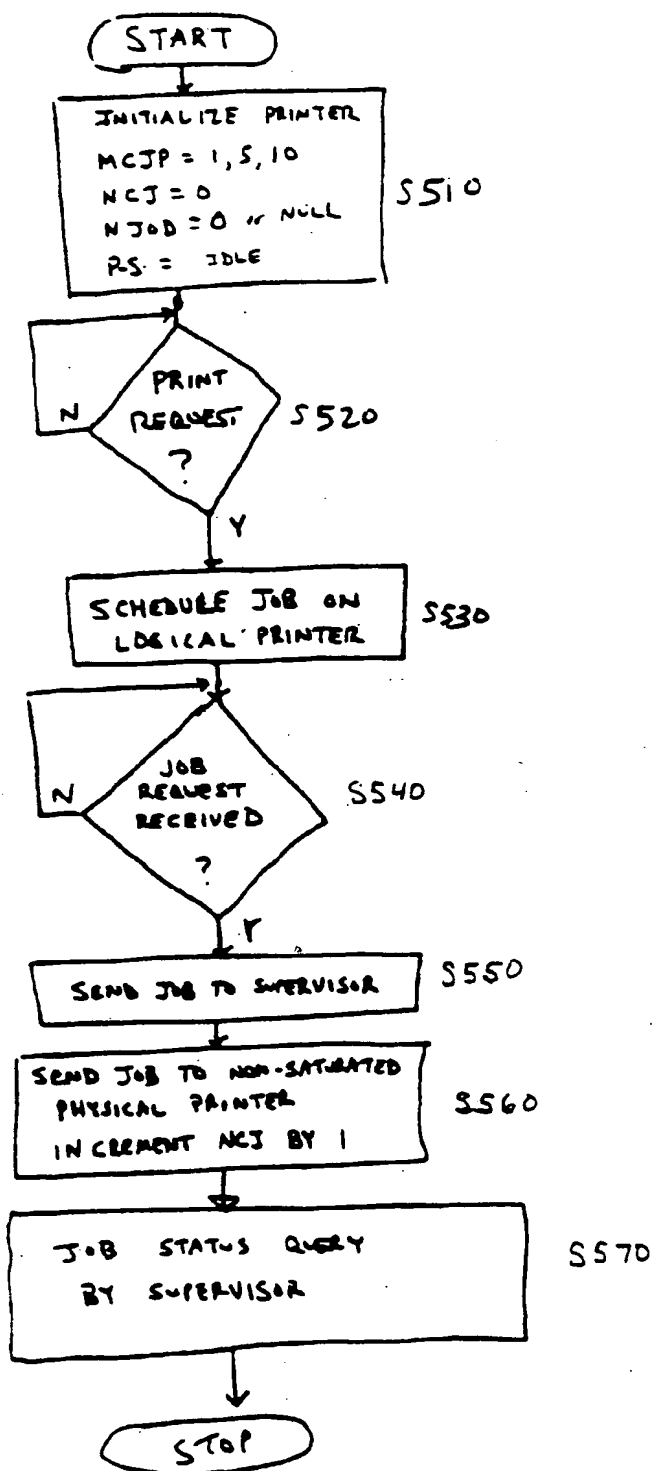 START
INITIALIZE PRINTER
MCJP = 1, 5, 10
NCJ = 0
NJOB = 0 or NULL
P.S. = IDLE
S510
PRINT
REQUEST
?
N
S520
Y
SCHEDULE JOB ON
LOGICAL PRINTER
S530
JOB
REQUEST
RECEIVED
?
N
S540
Y
SEND JOB TO SUPERVISOR
S550
SEND JOB TO NON-SATURATED
PHYSICAL PRINTER
INCREMENT NCJ BY 1
S560
JOB STATUS QUERY
BY SUPERVISOR
S570
STOP